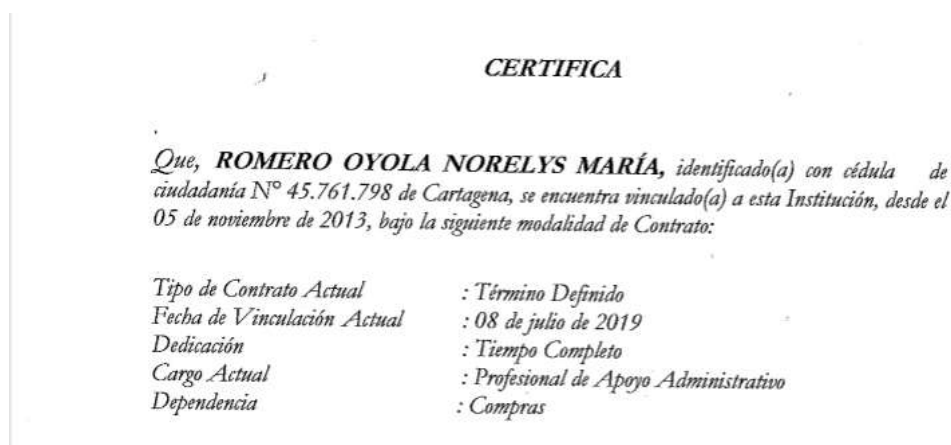 CERTIFICA
Que, ROMERO OYOLA NORELYS MARÍA, identificado(a) con cédula de
ciudadanía Nº 45.761.798 de Cartagena, se encuentra vinculado(a) a esta Institución, desde el
05 de noviembre de 2013, bajo la siguiente modalidad de Contrato:
Tipo de Contrato Actual : Término Definido
Fecha de Vinculación Actual : 08 de julio de 2019
Dedicación : Tiempo Completo
Cargo Actual : Profesional de Apoyo Administrativo
Dependencia : Compras